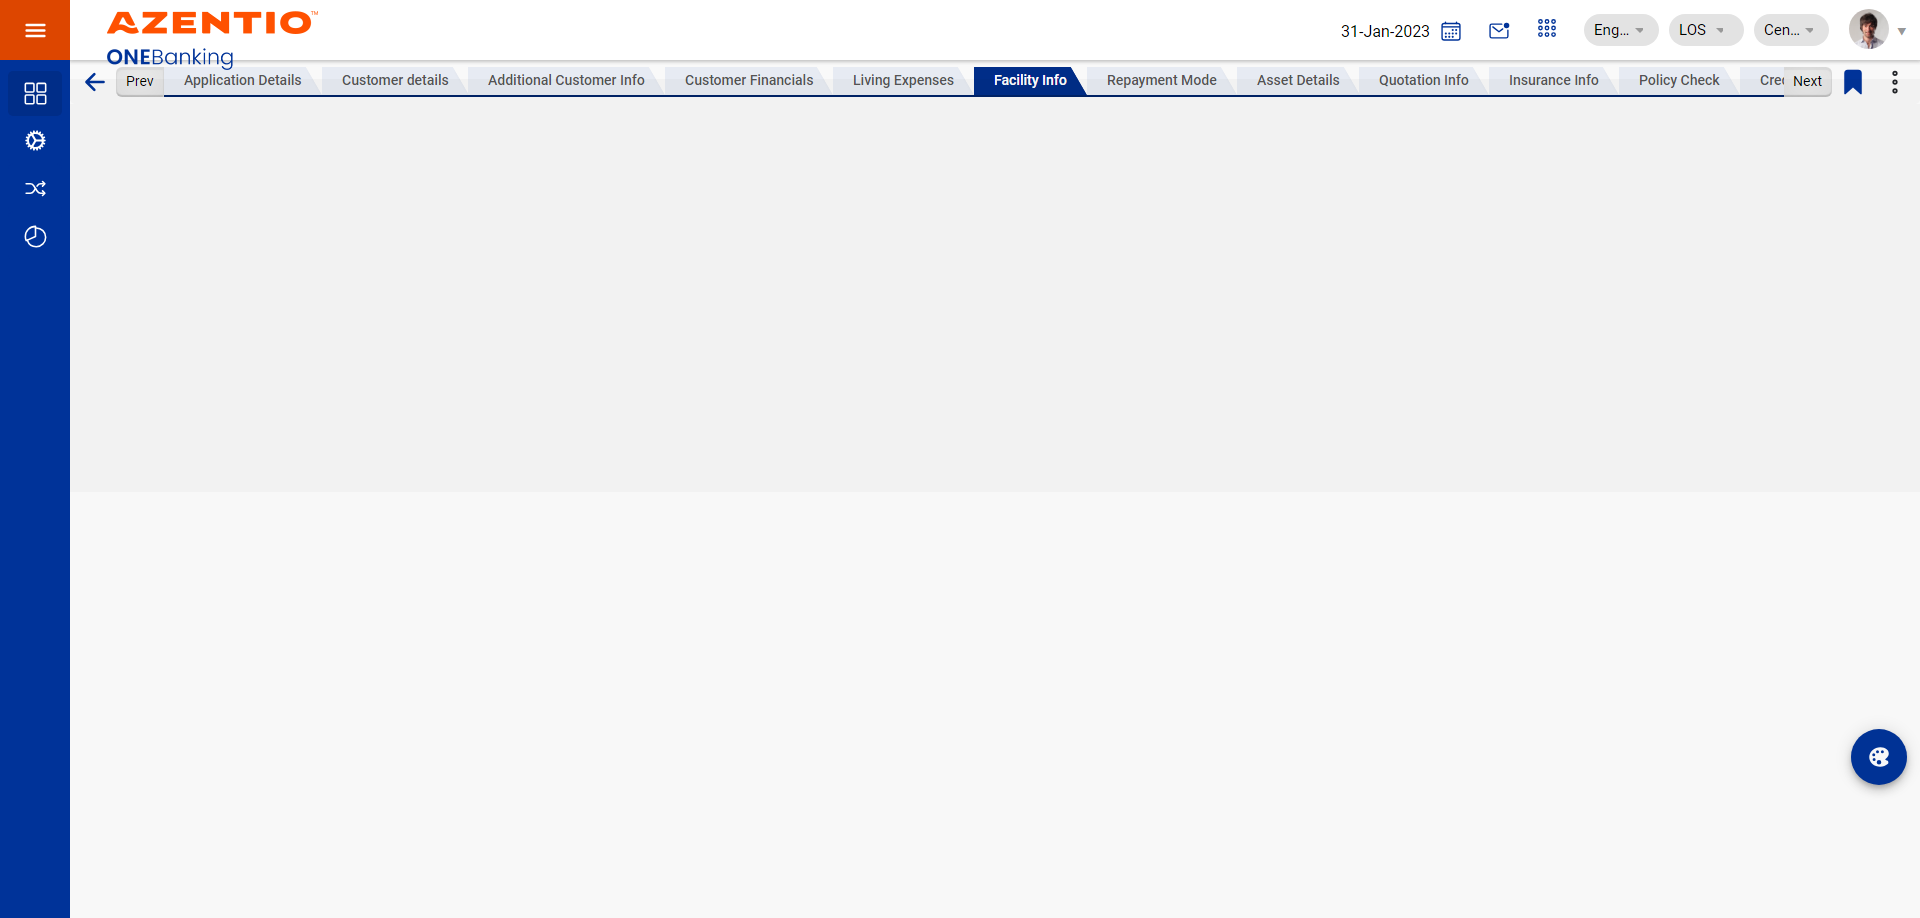 AZENTIO™
ONEBanking
31-Jan-2023
Eng...
LOS
Cen...
Prev
Application Details
Customer details
Additional Customer Info
Customer Financials
Living Expenses
Facility Info
Repayment Mode
Asset Details
Quotation Info
Insurance Info
Policy Check
Cre
Next